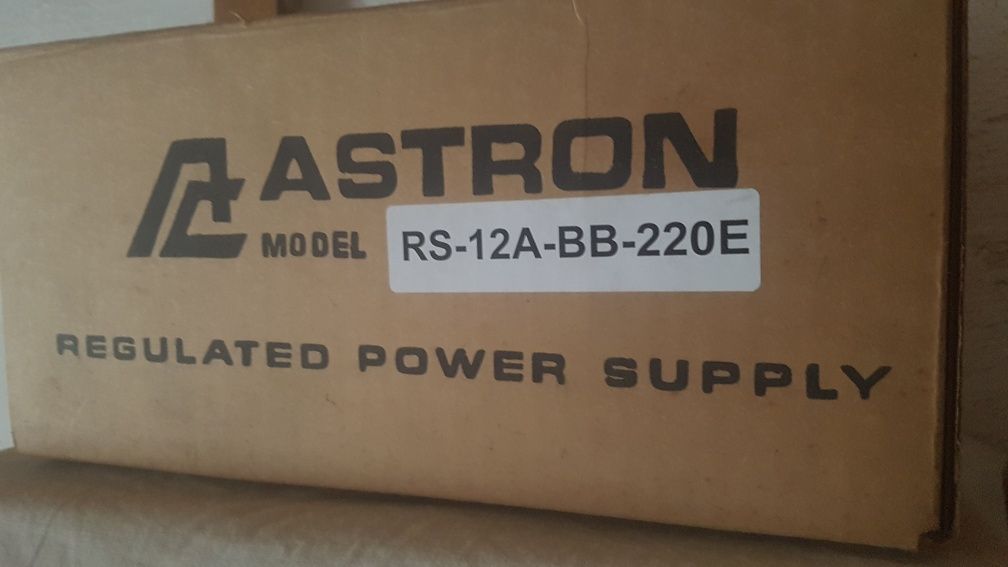 ASTRON
MODEL RS-12A-BB-220E
REGULATED POWER SUPPLY